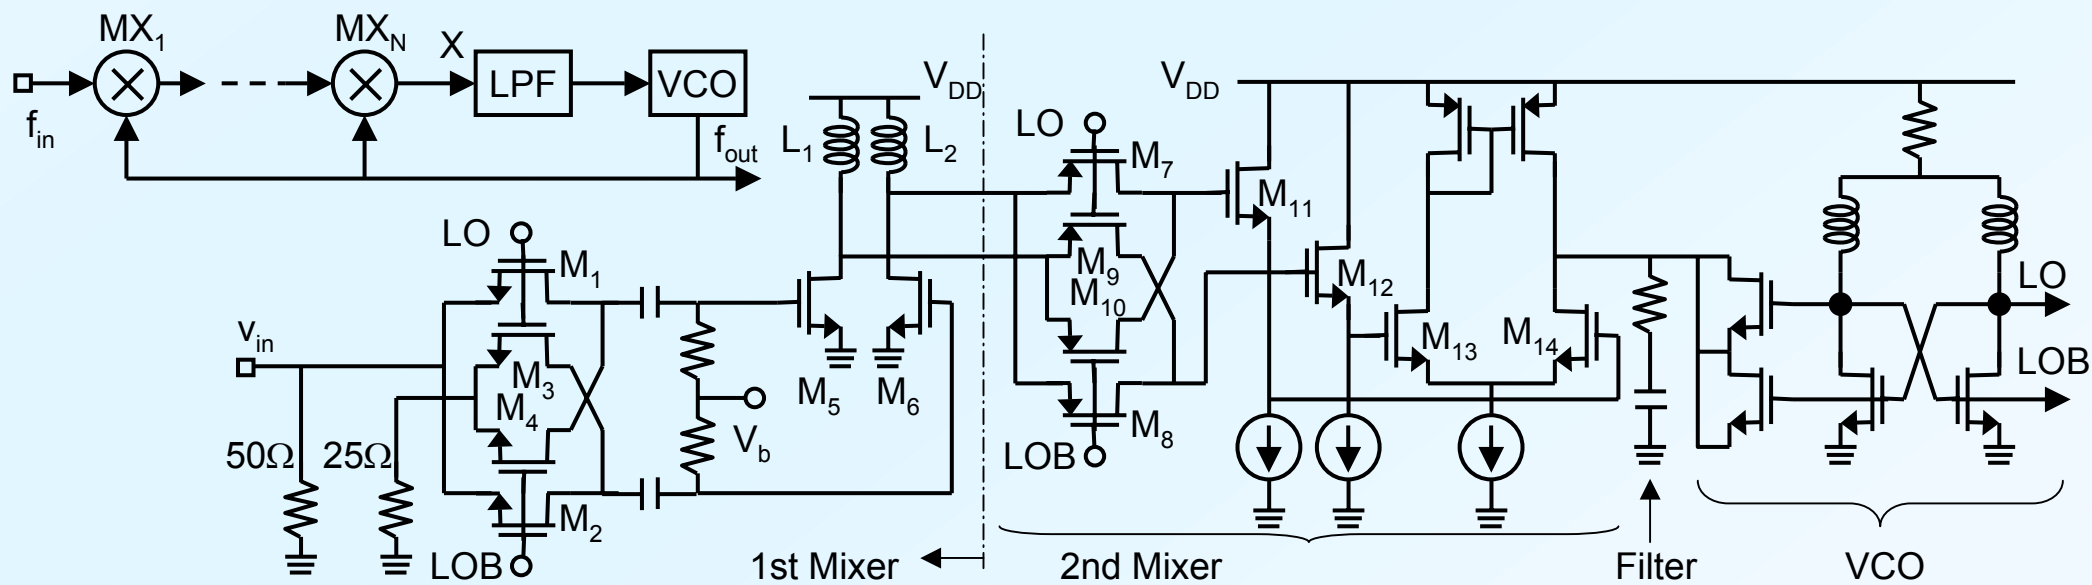 MX1
MXN
X
LPF
VCO
fin
fout
VDD
L1
L2
LO
M1
M3
M4
M2
LOB
vin
50Ω
25Ω
Vb
M5
M6
1st Mixer
VDD
LO
M7
M9
M10
M8
LOB
M11
M12
M13
M14
2nd Mixer
Filter
LO
LOB
VCO